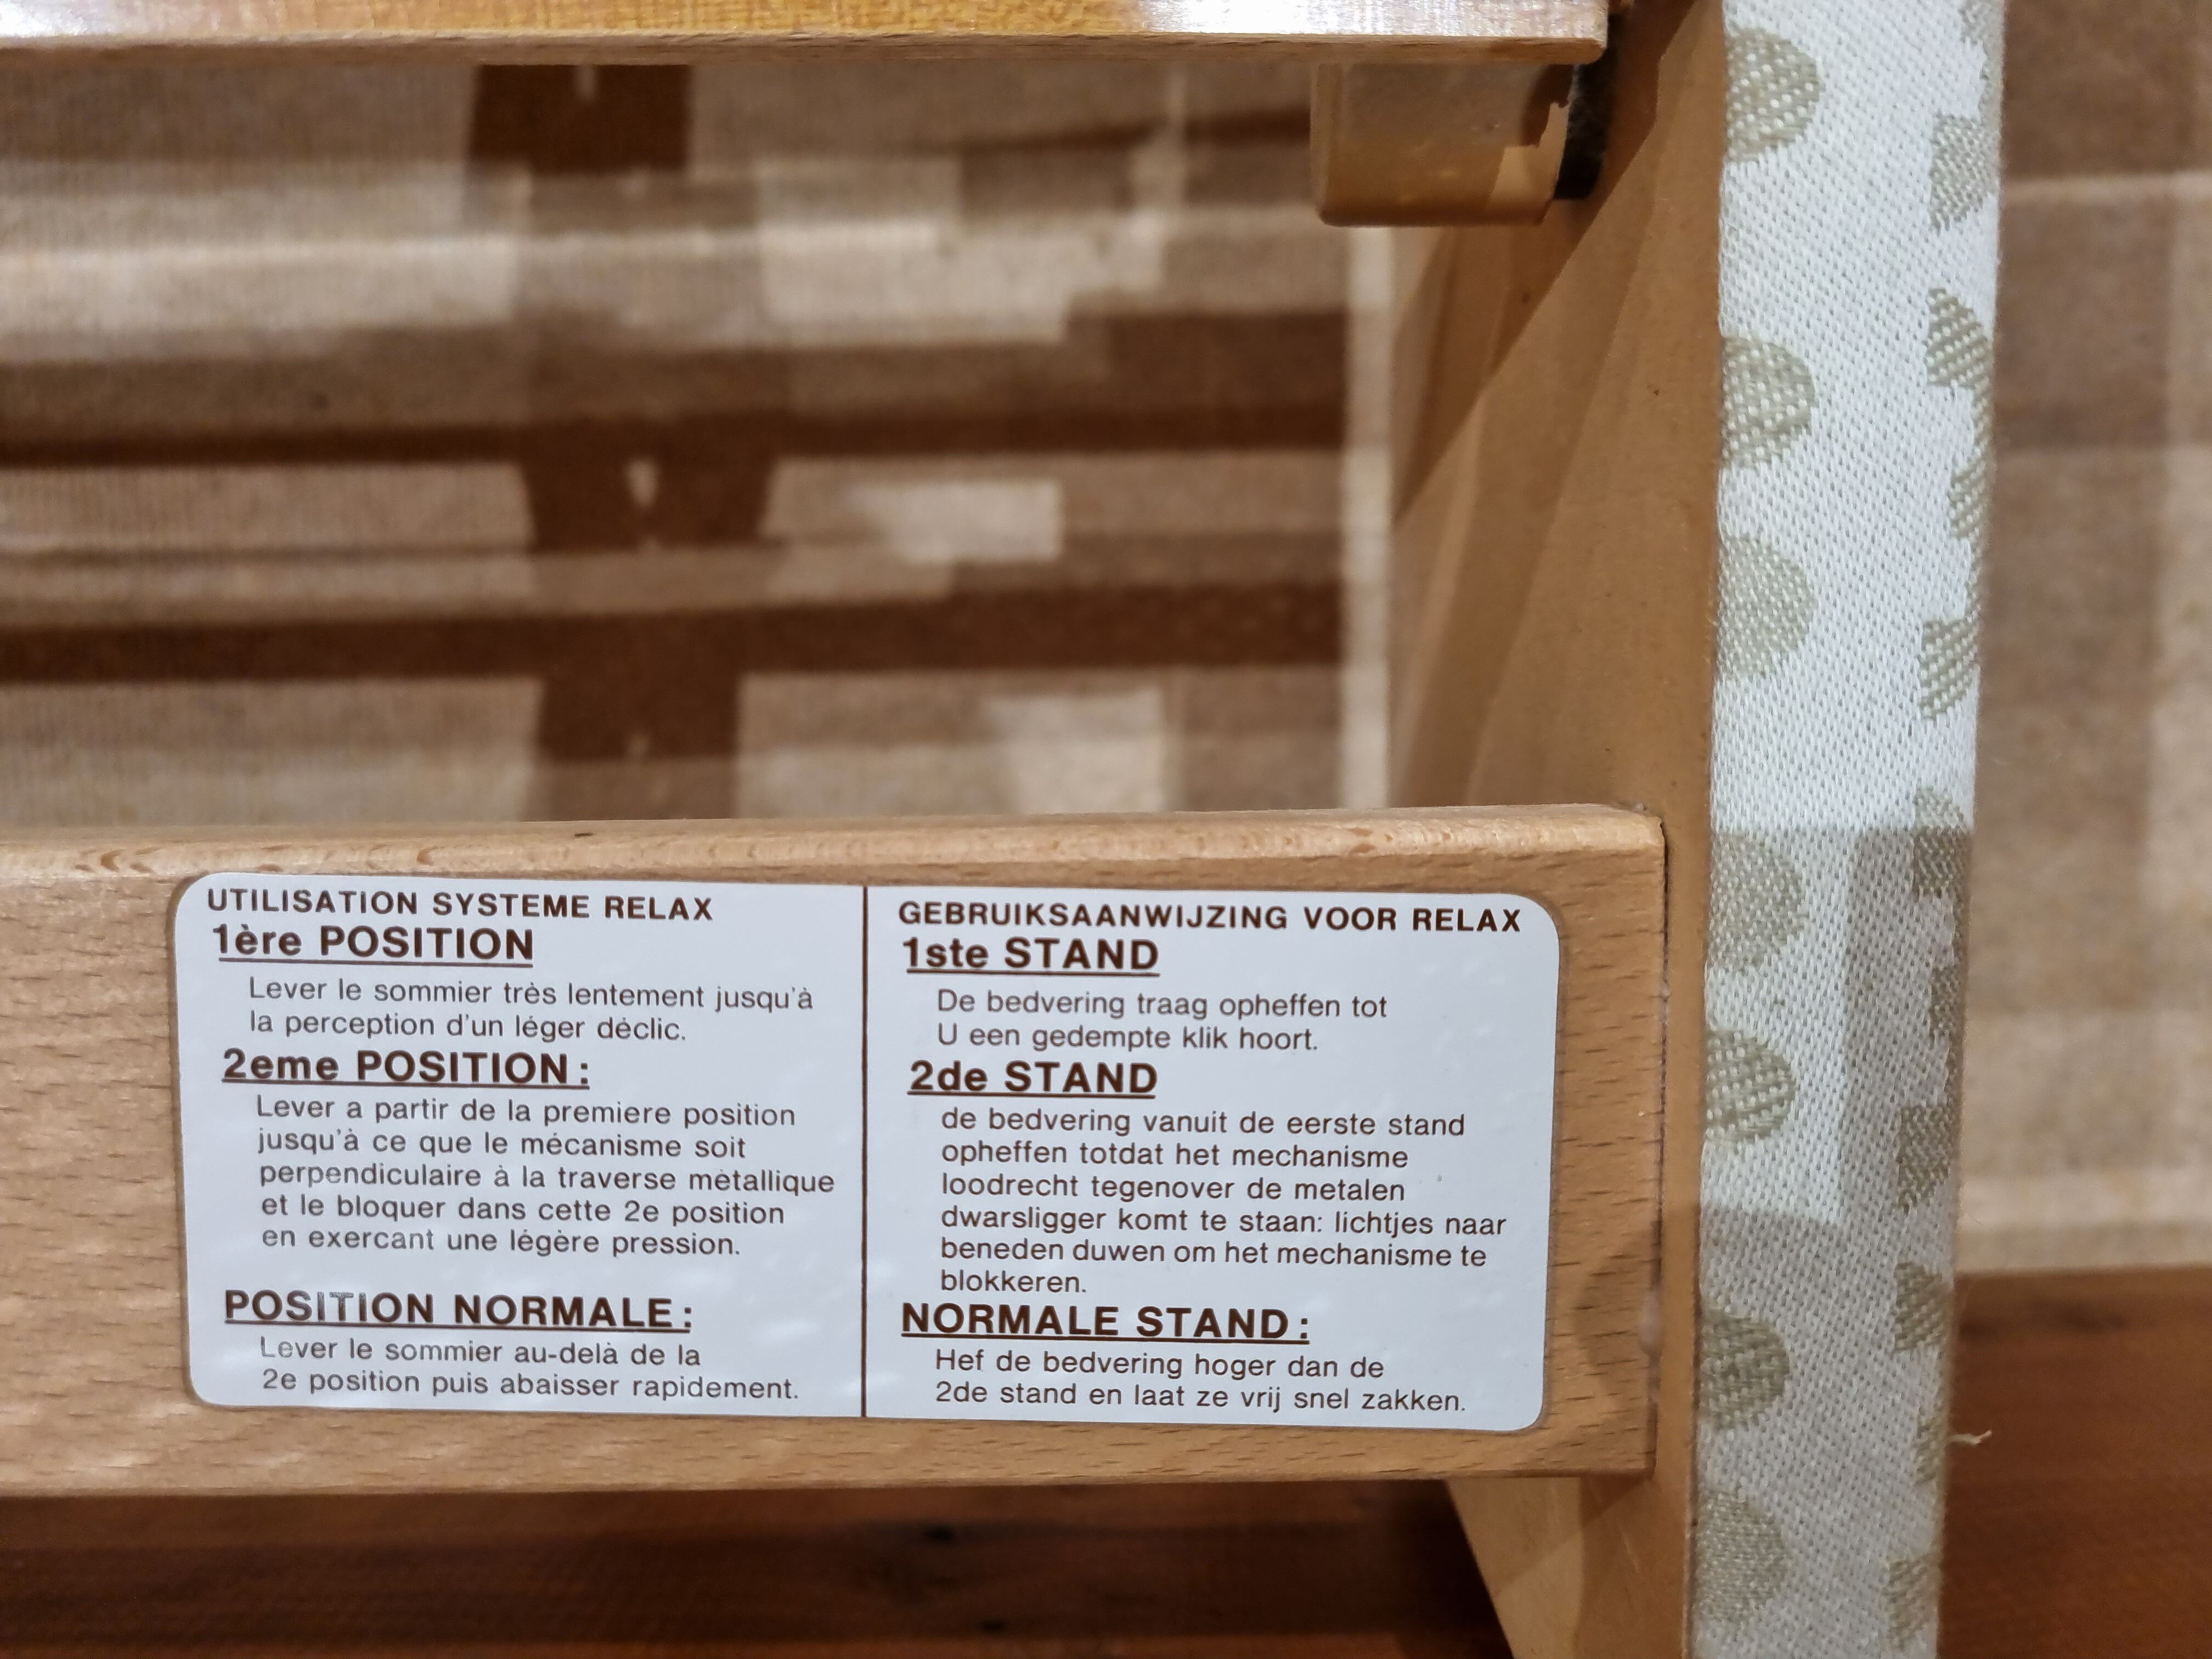 UTILISATION SYSTEME RELAX
1ère POSITION
Lever le sommier très lentement jusqu'à
la perception d'un léger déclic.
2eme POSITION :
Lever a partir de la premiere position
jusqu'à ce que le mécanisme soit
perpendiculaire à la traverse mètallique
et le bloquer dans cette 2e position
en exercant une légère pression.
POSITION NORMALE :
Lever le sommier au-delà de la
2e position puis abaisser rapidement.
GEBRUIKSAANWIJZING VOOR RELAX
1ste STAND
De bedvering traag opheffen tot
U een gedempte klik hoort.
2de STAND
de bedvering vanuit de eerste stand
opheffen totdat het mechanisme
loodrecht tegenover de metalen
dwarsligger komt te staan: lichtjes naar
beneden duwen om het mechanisme te
blokkeren.
NORMALE STAND :
Hef de bedvering hoger dan de
2de stand en laat ze vrij snel zakken.